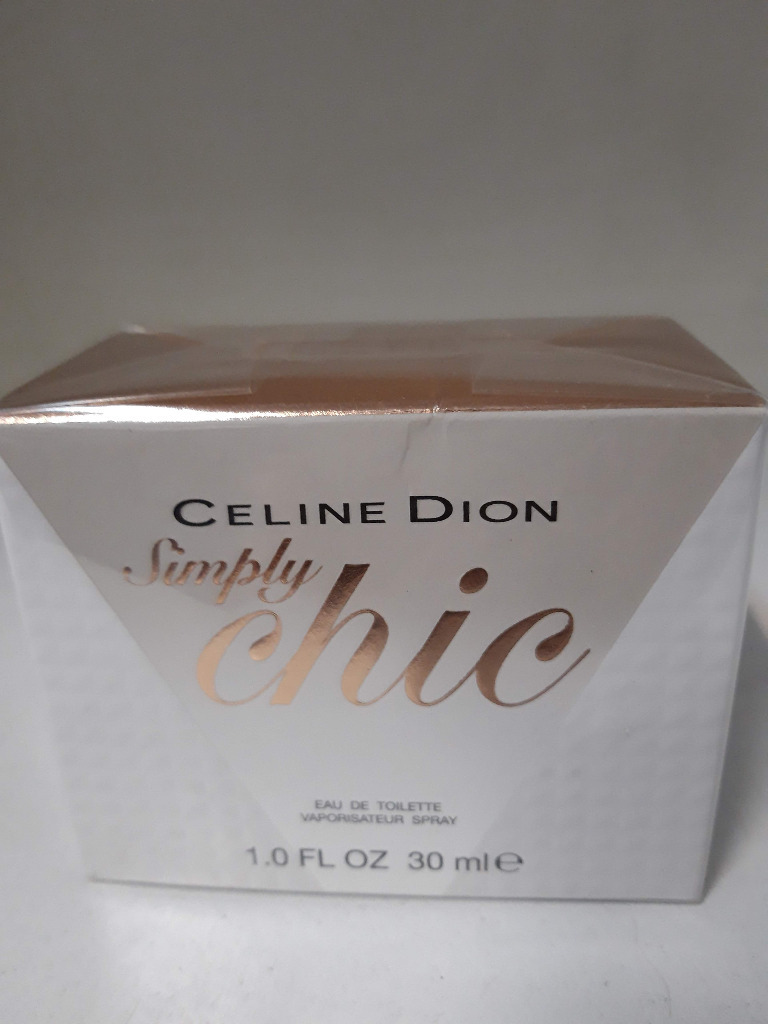 CELINE DION
Simply
chic
EAU DE TOILETTE
VAPORISATEUR SPRAY
1.0 FL OZ 30 ml ℮